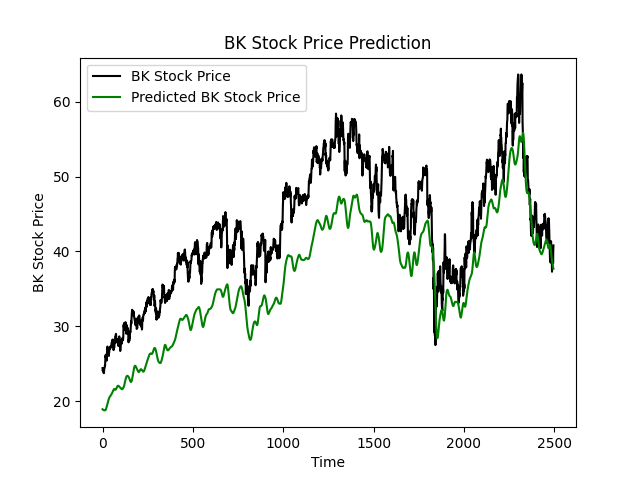 BK Stock Price Prediction
BK Stock Price
Predicted BK Stock Price
60
50
40
30
20
BK Stock Price
0 500 1000 1500 2000 2500
Time